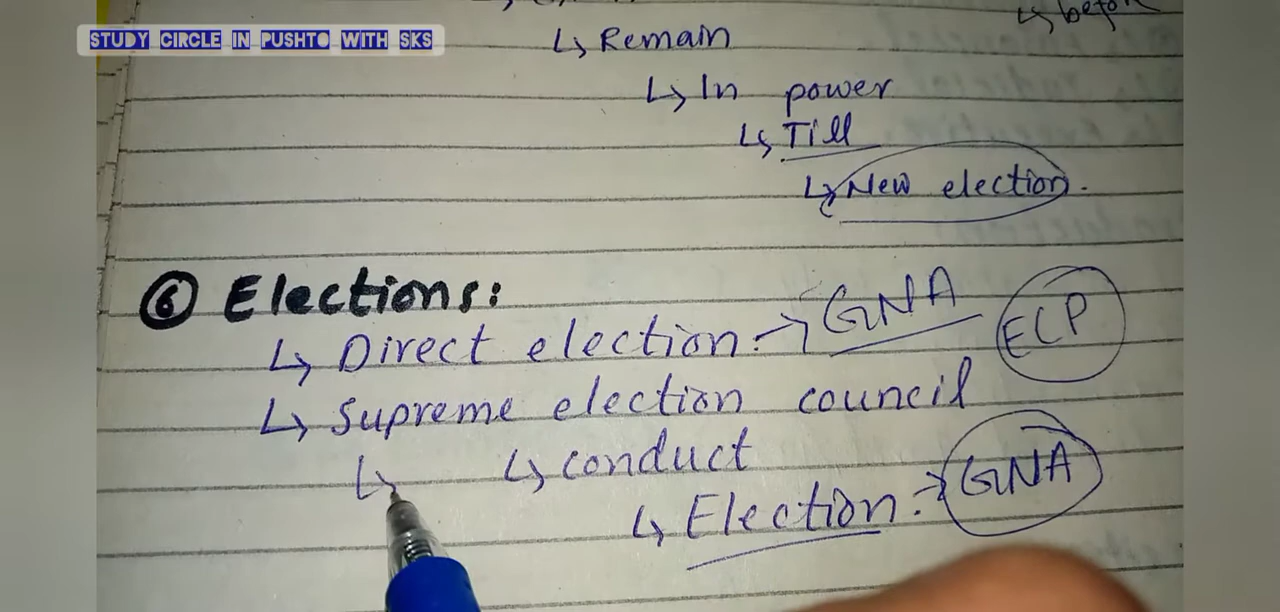 STUDY CIRCLE IN PUSHTO WITH SKS
↳ Remain
↳ In power
↳ Till
↳ New election.
⑥ Elections:
↳ Direct election → GNA
ECP
↳ Supreme election council
↳ conduct
↳ Election → GNA